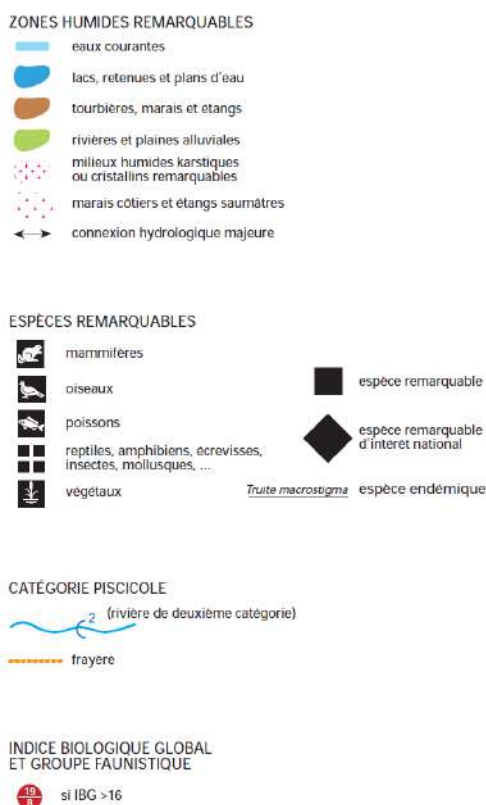 ZONES HUMIDES REMARQUABLES
eaux courantes
lacs, retenues et plans d'eau
tourbières, marais et étangs
rivières et plaines alluviales
milieux humides karstiques
ou cristallins remarquables
marais côtiers et étangs saumâtres
connexion hydrologique majeure
ESPÈCES REMARQUABLES
mammifères
oiseaux
poissons
reptiles, amphibiens, écrevisses,
insectes, mollusques, ...
végétaux
espèce remarquable
espèce remarquable
d'intérêt national
Truite macrostigma espèce endémique
CATÉGORIE PISCICOLE
2 (rivière de deuxième catégorie)
frayère
INDICE BIOLOGIQUE GLOBAL
ET GROUPE FAUNISTIQUE
19
si IBG >16